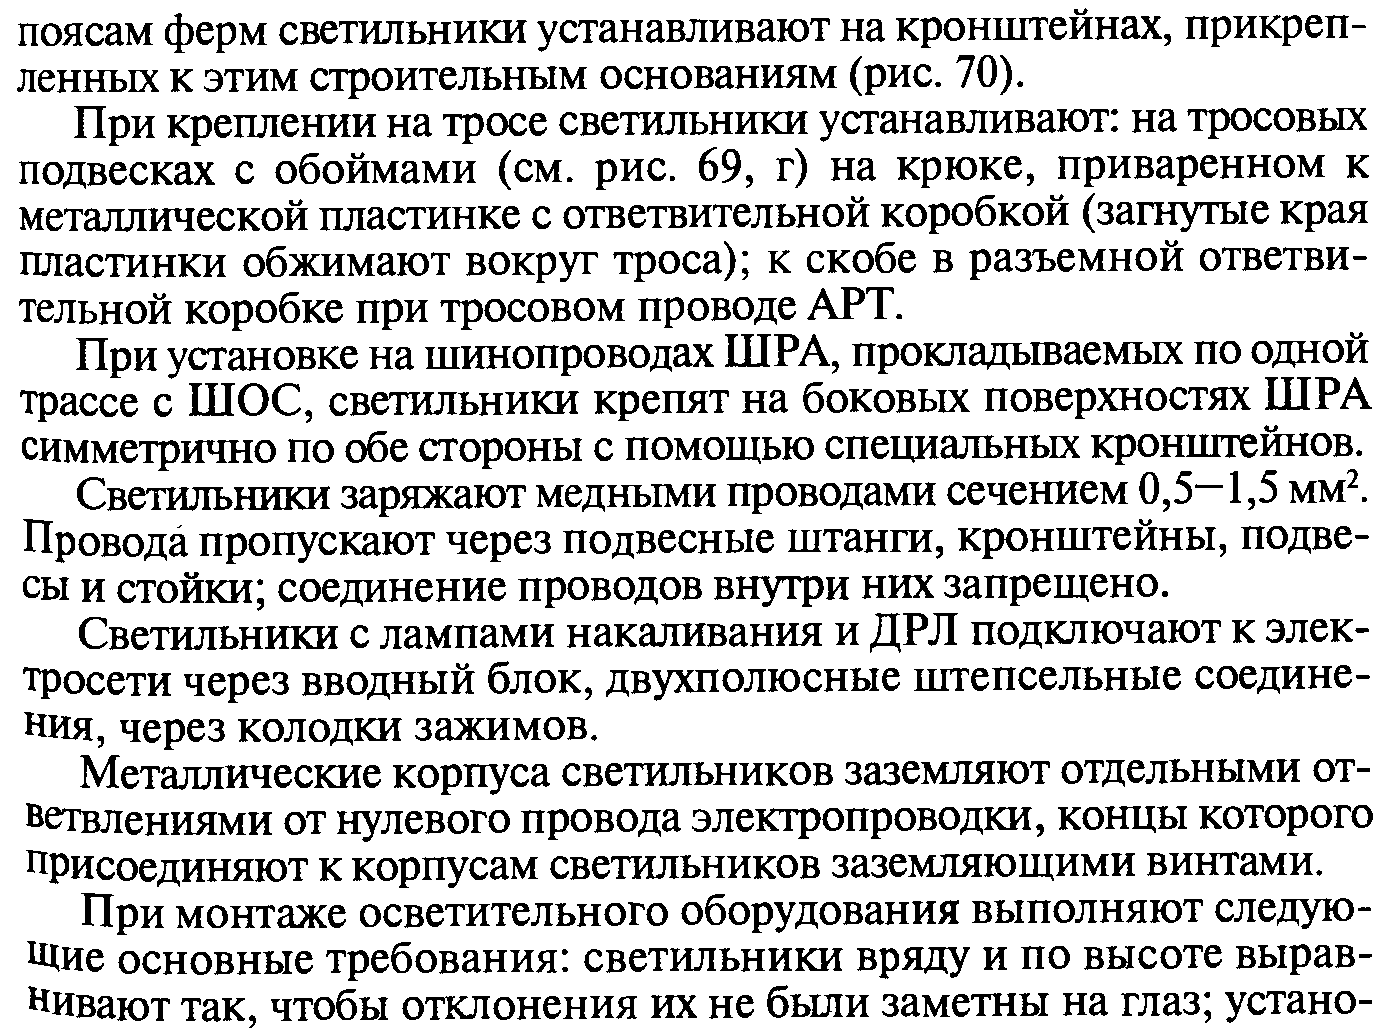 поясам ферм светильники устанавливают на кронштейнах, прикреп-
ленных к этим строительным основаниям (рис. 70).
При креплении на тросе светильники устанавливают: на тросовых
подвесках с обоймами (см. рис. 69, г) на крюке, приваренном к
металлической пластинке с ответвительной коробкой (загнутые края
пластинки обжимают вокруг троса); к скобе в разъемной ответви-
тельной коробке при тросовом проводе АРТ.
При установке на шинопроводах ШРА, прокладываемых по одной
трассе с ШОС, светильники крепят на боковых поверхностях ШРА
симметрично по обе стороны с помощью специальных кронштейнов.
Светильники заряжают медными проводами сечением 0,5—1,5 мм².
Провода пропускают через подвесные штанги, кронштейны, подве-
сы и стойки; соединение проводов внутри них запрещено.
Светильники с лампами накаливания и ДРЛ подключают к элек-
тросети через вводный блок, двухполюсные штепсельные соедине-
ния, через колодки зажимов.
Металлические корпуса светильников заземляют отдельными от-
ветвлениями от нулевого провода электропроводки, концы которого
присоединяют к корпусам светильников заземляющими винтами.
При монтаже осветительного оборудования выполняют следую-
щие основные требования: светильники вряду и по высоте вырав-
нивают так, чтобы отклонения их не были заметны на глаз; устано-